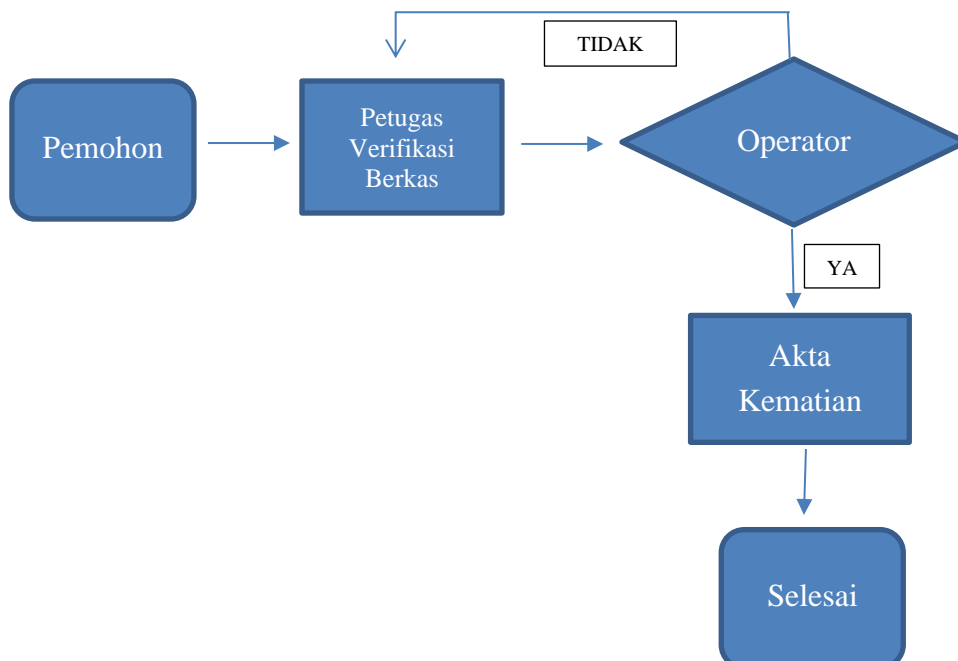 TIDAK
Pemohon
Petugas
Verifikasi
Berkas
Operator
YA
Akta
Kematian
Selesai